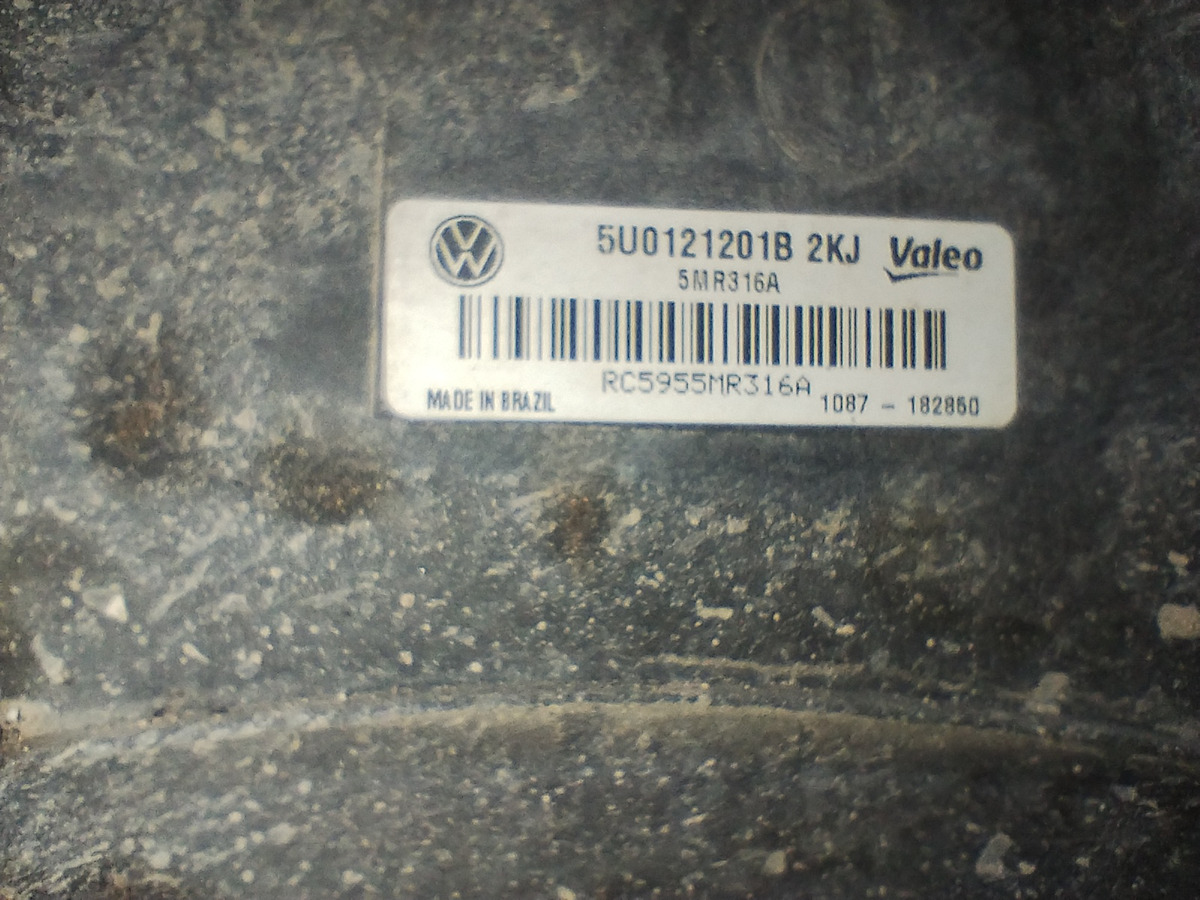 5U0121201B 2KJ Valeo
5MR316A
RC5955MR316A
MADE IN BRAZIL 1087 - 182850